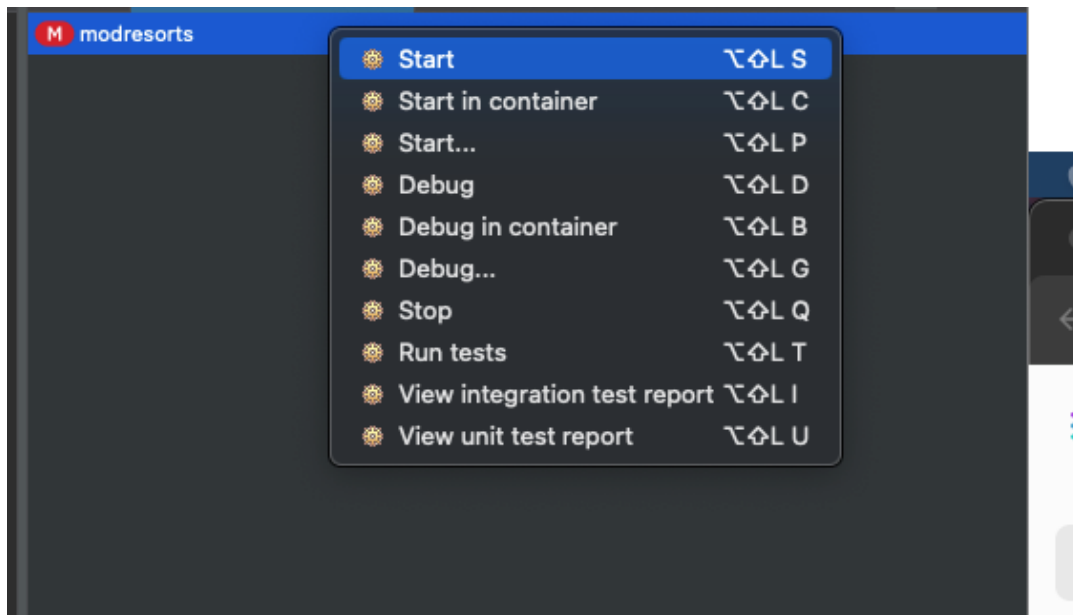 M modresorts
Start ⌥⇧L S
Start in container ⌥⇧L C
Start... ⌥⇧L P
Debug ⌥⇧L D
Debug in container ⌥⇧L B
Debug... ⌥⇧L G
Stop ⌥⇧L Q
Run tests ⌥⇧L T
View integration test report ⌥⇧L I
View unit test report ⌥⇧L U